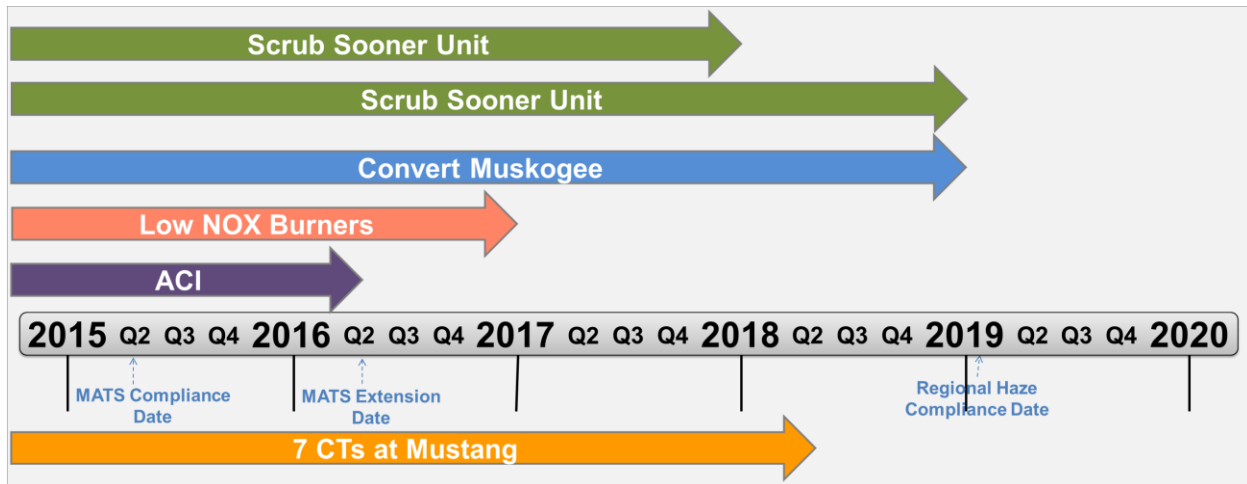 Scrub Sooner Unit
Scrub Sooner Unit
Convert Muskogee
Low NOX Burners
ACI
2015 Q2 Q3 Q4 2016 Q2 Q3 Q4 2017 Q2 Q3 Q4 2018 Q2 Q3 Q4 2019 Q2 Q3 Q4 2020
MATS Compliance
Date
MATS Extension
Date
Regional Haze
Compliance Date
7 CTs at Mustang